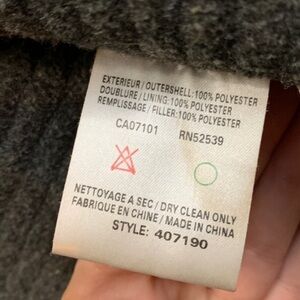 EXTERIEUR/OUTERSHELL:100% POLYESTER
DOUBLURE/LINING:100% POLYESTER
REMPLISSAGE/FILLER:100% POLYESTER
CA07101 RN52539
NETTOYAGE A SEC/DRY CLEAN ONLY
FABRIQUE EN CHINE/MADE IN CHINA
STYLE: 407190